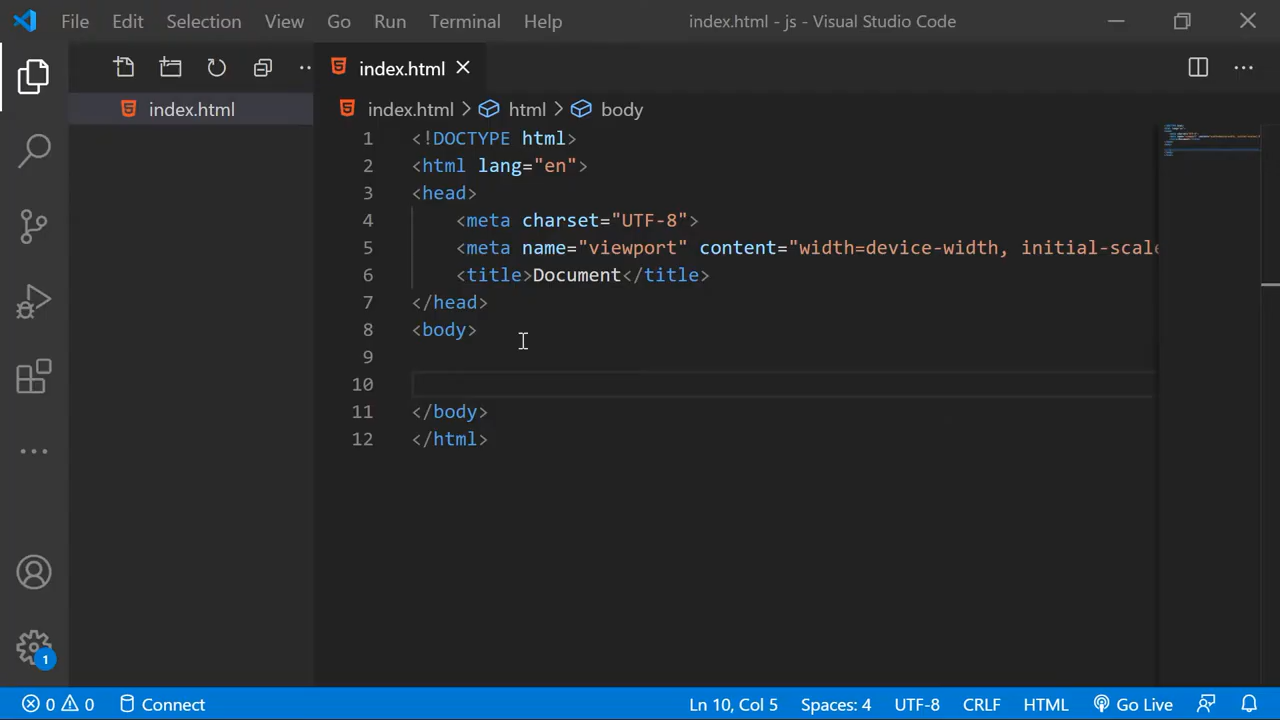 File Edit Selection View Go Run Terminal Help index.html - js - Visual Studio Code
index.html
index.html
index.html > html > body
1 <!DOCTYPE html>
2 <html lang="en">
3 <head>
4 <meta charset="UTF-8">
5 <meta name="viewport" content="width=device-width, initial-scale
6 <title>Document</title>
7 </head>
8 <body>
9
10
11 </body>
12 </html>
1
0 0 Connect Ln 10, Col 5 Spaces: 4 UTF-8 CRLF HTML Go Live